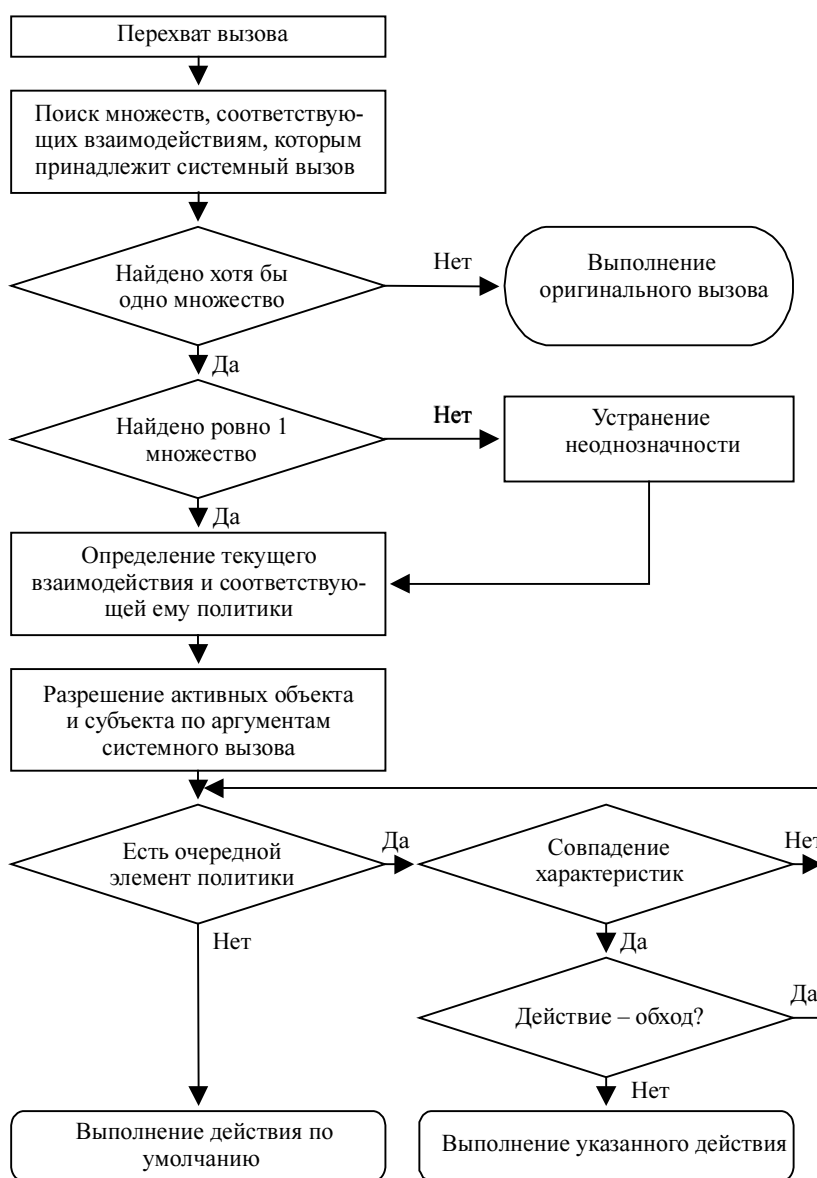 Перехват вызова
Поиск множеств, соответствую-
щих взаимодействиям, которым
принадлежит системный вызов
Найдено хотя бы
одно множество
Нет
Выполнение
оригинального вызова
Да
Найдено ровно 1
множество
Нет
Устранение
неоднозначности
Да
Определение текущего
взаимодействия и соответствую-
щей ему политики
Разрешение активных объекта
и субъекта по аргументам
системного вызова
Есть очередной
элемент политики
Да
Совпадение
характеристик
Нет
Нет
Да
Действие – обход?
Да
Нет
Выполнение действия по
умолчанию
Выполнение указанного действия